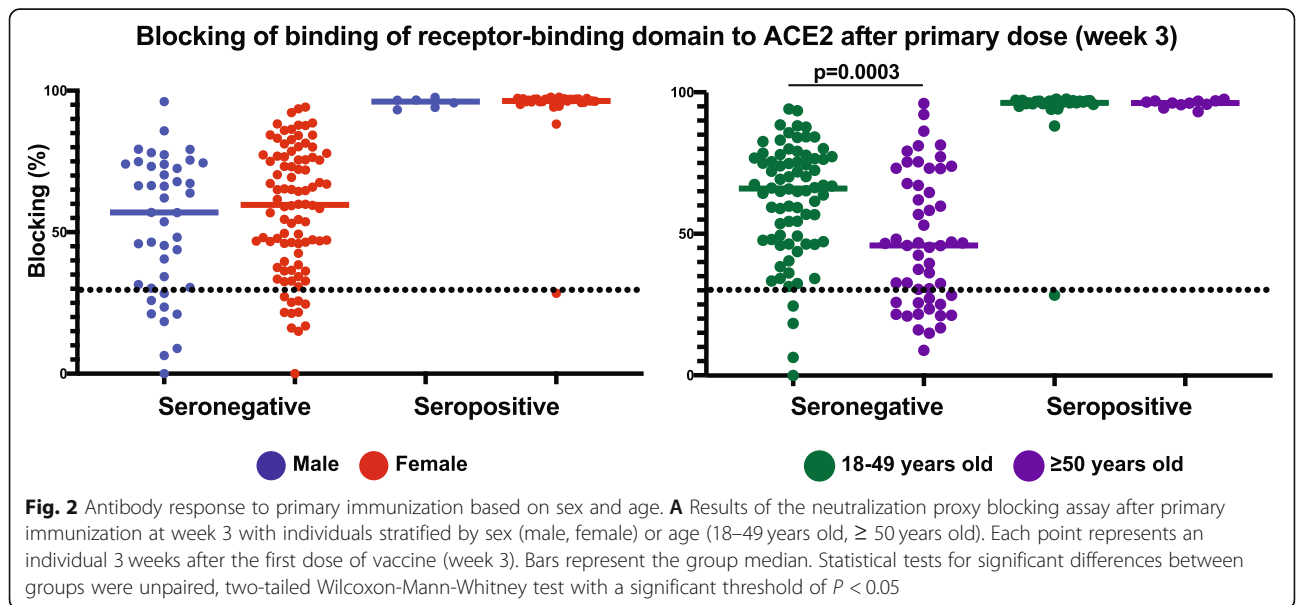 Blocking of binding of receptor-binding domain to ACE2 after primary dose (week 3)
p=0.0003
Blocking (%)
100
50
0
100
50
0
Seronegative
Seropositive
Seronegative
Seropositive
Male
Female
18-49 years old
≥50 years old
Fig. 2 Antibody response to primary immunization based on sex and age. A Results of the neutralization proxy blocking assay after primary
immunization at week 3 with individuals stratified by sex (male, female) or age (18–49 years old, ≥ 50 years old). Each point represents an
individual 3 weeks after the first dose of vaccine (week 3). Bars represent the group median. Statistical tests for significant differences between
groups were unpaired, two-tailed Wilcoxon-Mann-Whitney test with a significant threshold of P < 0.05